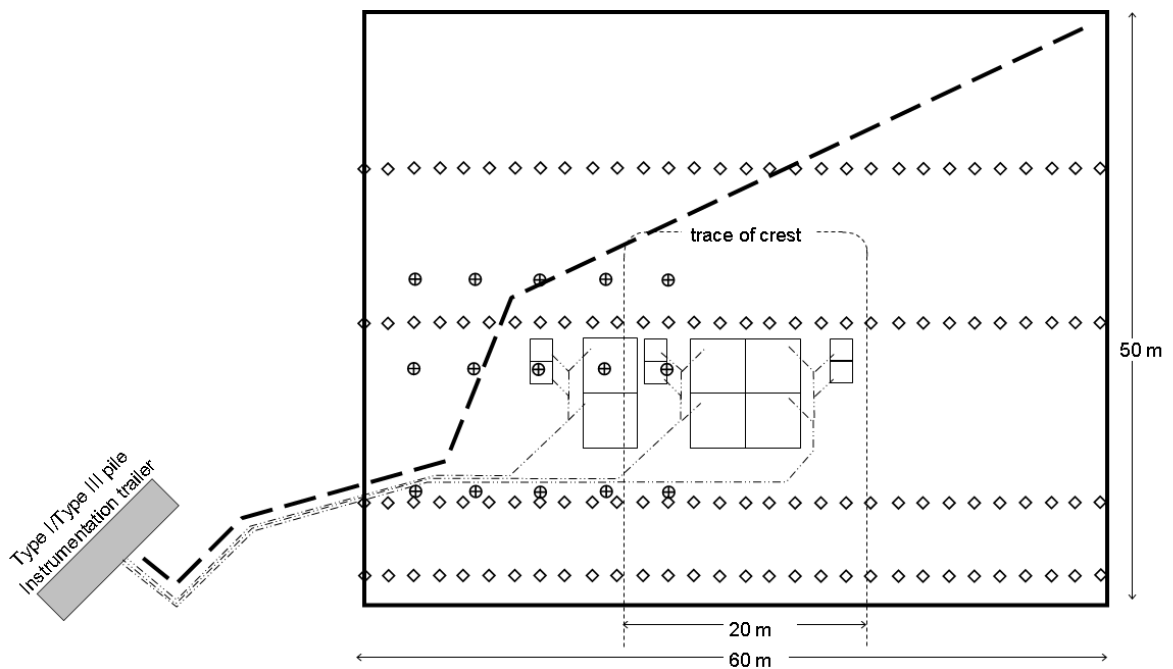 trace of crest
50 m
Type I/Type III pile
Instrumentation trailer
20 m
60 m